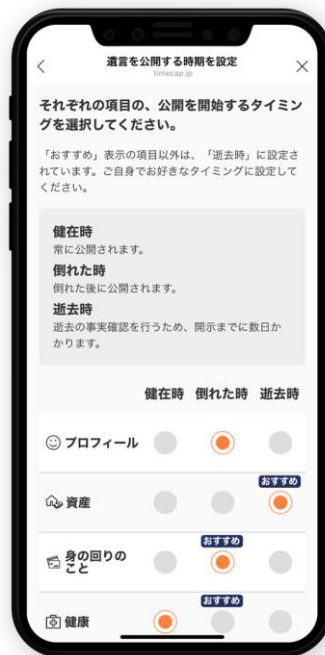 遺言を公開する時期を設定
timecap.jp
それぞれの項目の、公開を開始するタイミン
グを選択してください。
「おすすめ」表示の項目以外は、「逝去時」に設定さ
れています。ご自身でお好きなタイミングに設定して
ください。
健在時
常に公開されます。
倒れた時
倒れた後に公開されます。
逝去時
逝去の事実確認を行うため、開示までに数日か
かります。
健在時 倒れた時 逝去時
プロフィール
おすすめ
資産
おすすめ
身の回りの
こと
おすすめ
健康